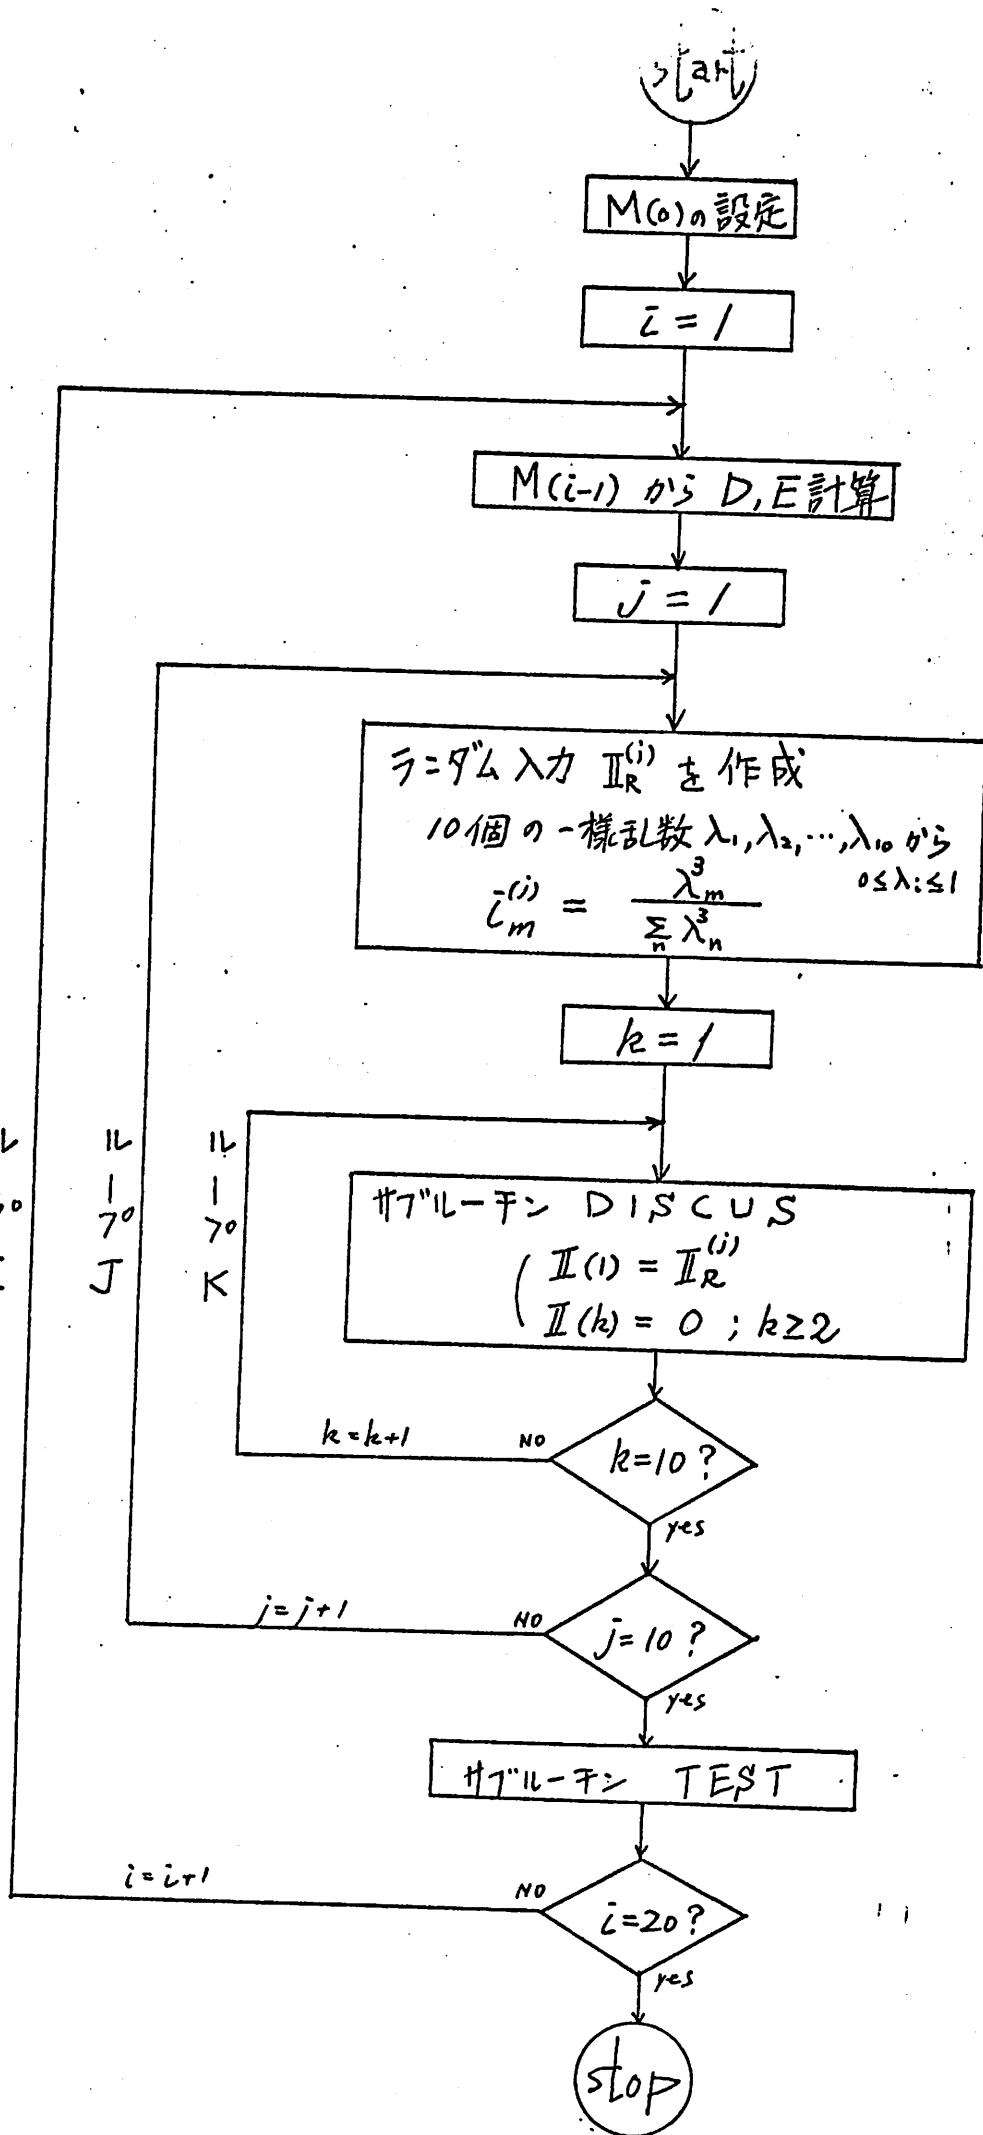 start
M(0)の設定
i = 1
M(i-1) から D, E 計算
j = 1
ランダム入力 𝕀_R^(j) を作成
10個の一様乱数 λ₁, λ₂, …, λ₁₀ から
0≤λi≤1
i_m^(j) = λ_m^3 / Σ_n λ_n^3
k = 1
ループ J
ループ K
サブルーチン DISCUS
𝕀(1) = 𝕀_R^(j)
𝕀(k) = 0 ; k≥2
k=k+1
NO
k=10 ?
yes
j=j+1
NO
j=10 ?
yes
サブルーチン TEST
i=i+1
NO
i=20?
yes
stop